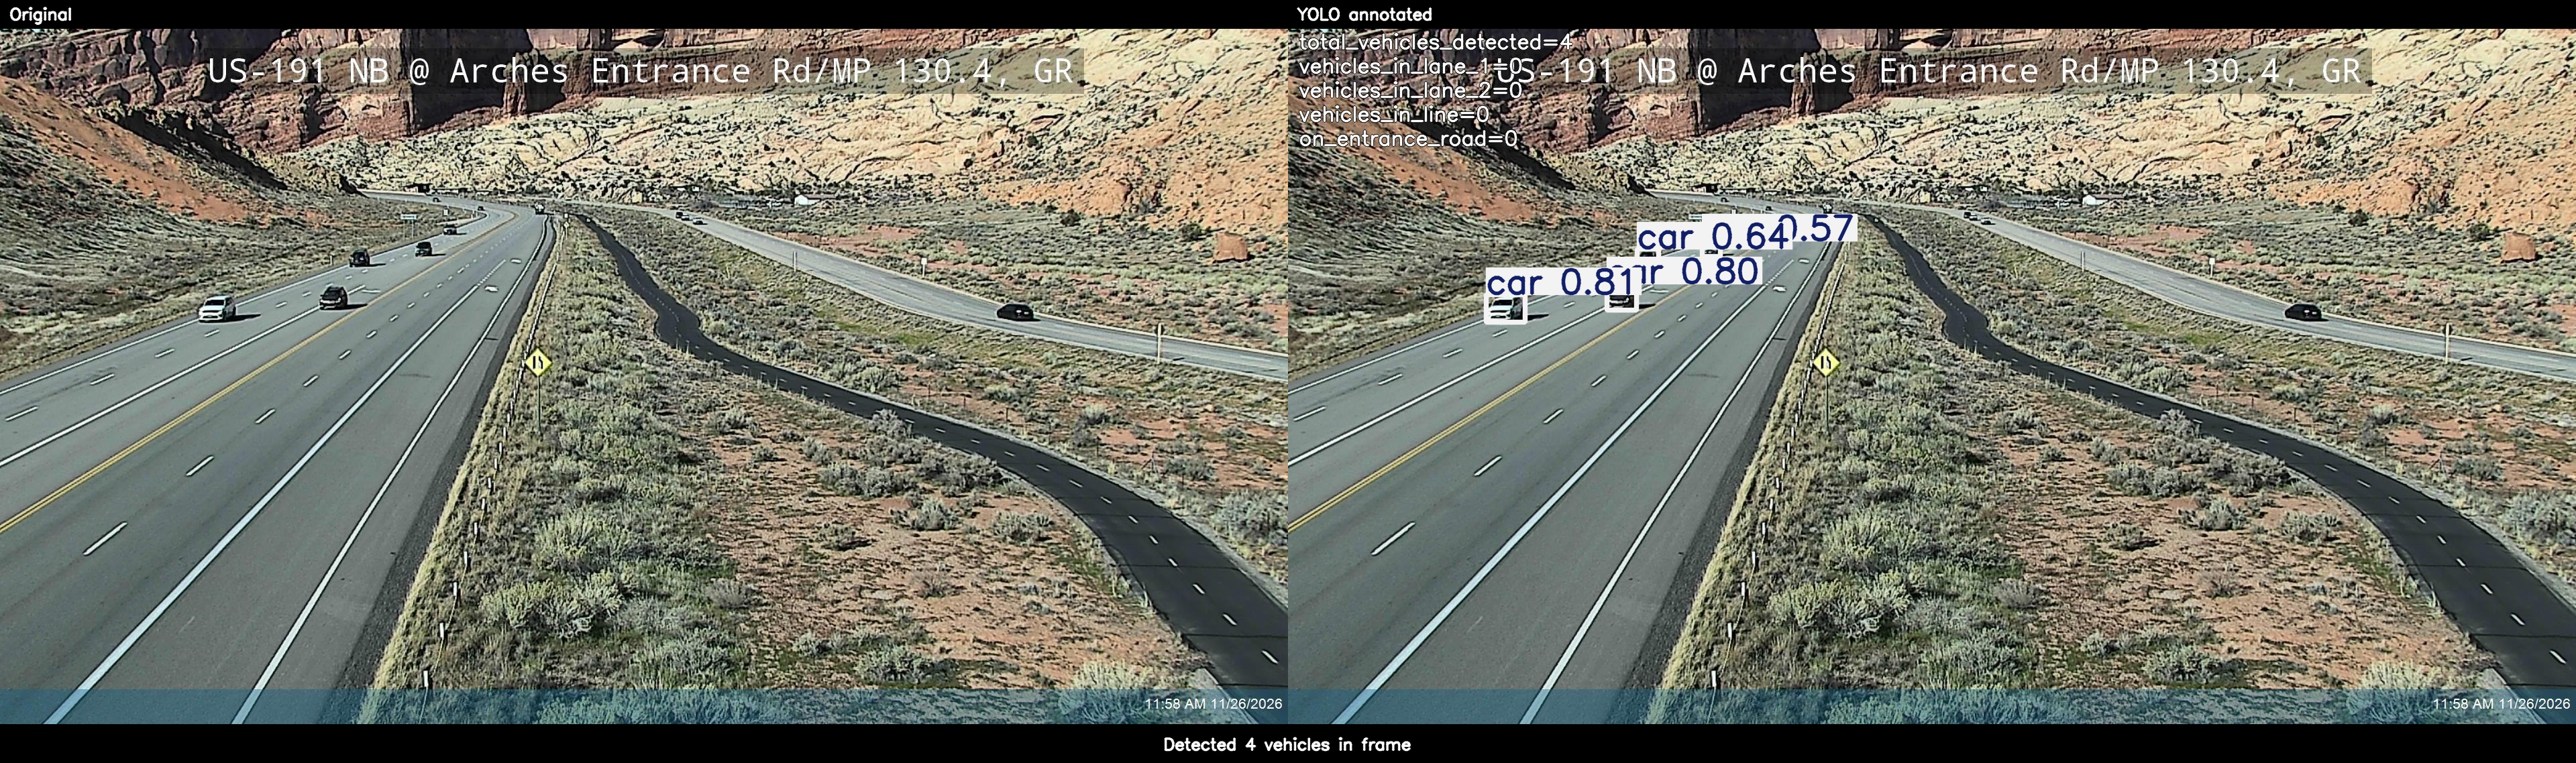 Original
YOLO annotated
US-191 NB @ Arches Entrance Rd/MP 130.4, GR
total_vehicles_detected=4
vehicles_in_lane_1=0
US-191 NB @ Arches Entrance Rd/MP 130.4, GR
vehicles_in_lane_2=0
vehicles_in_line=0
on_entrance_road=0
car 0.64
0.57
car 0.81
car 0.80
11:58 AM 11/26/2026
11:58 AM 11/26/2026
Detected 4 vehicles in frame